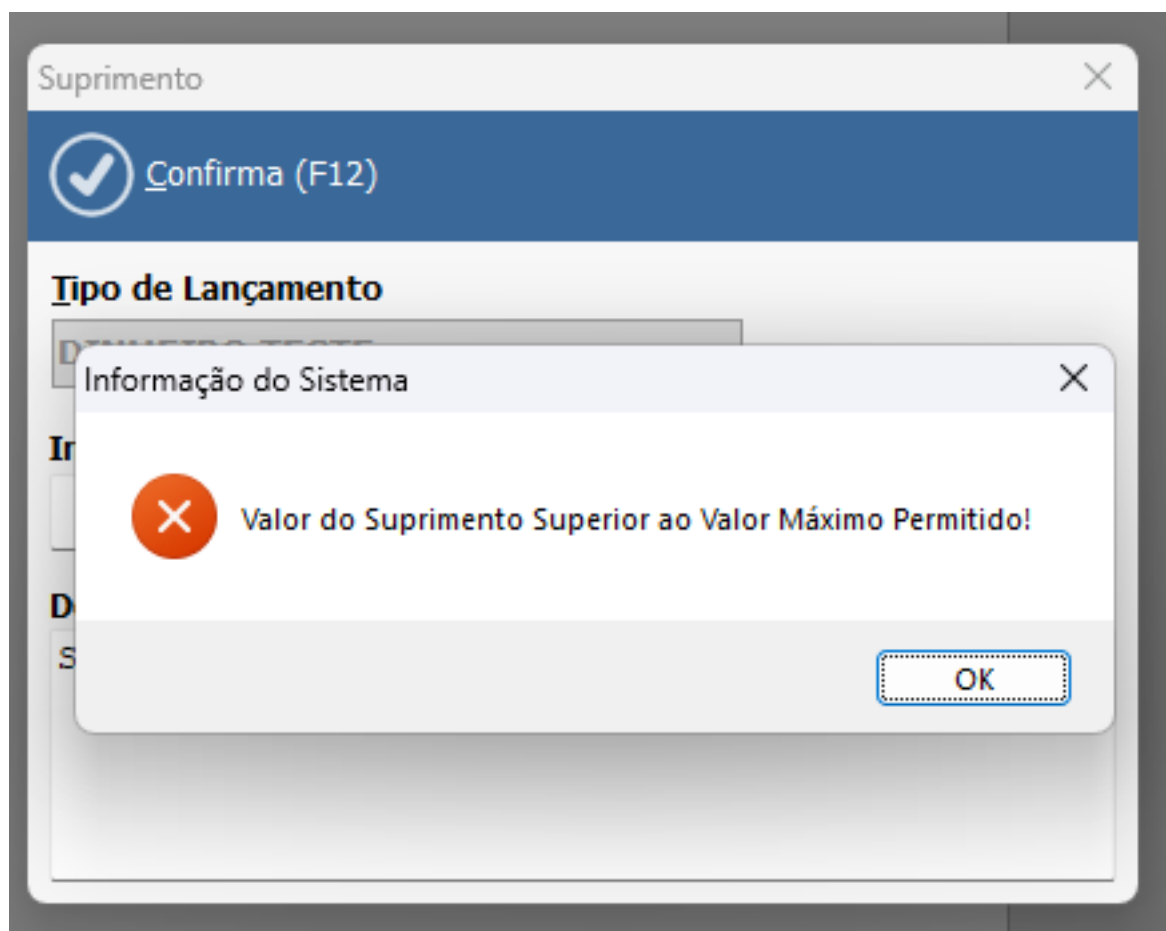 Suprimento
Confirma (F12)
Tipo de Lançamento
Informação do Sistema
Valor do Suprimento Superior ao Valor Máximo Permitido!
OK